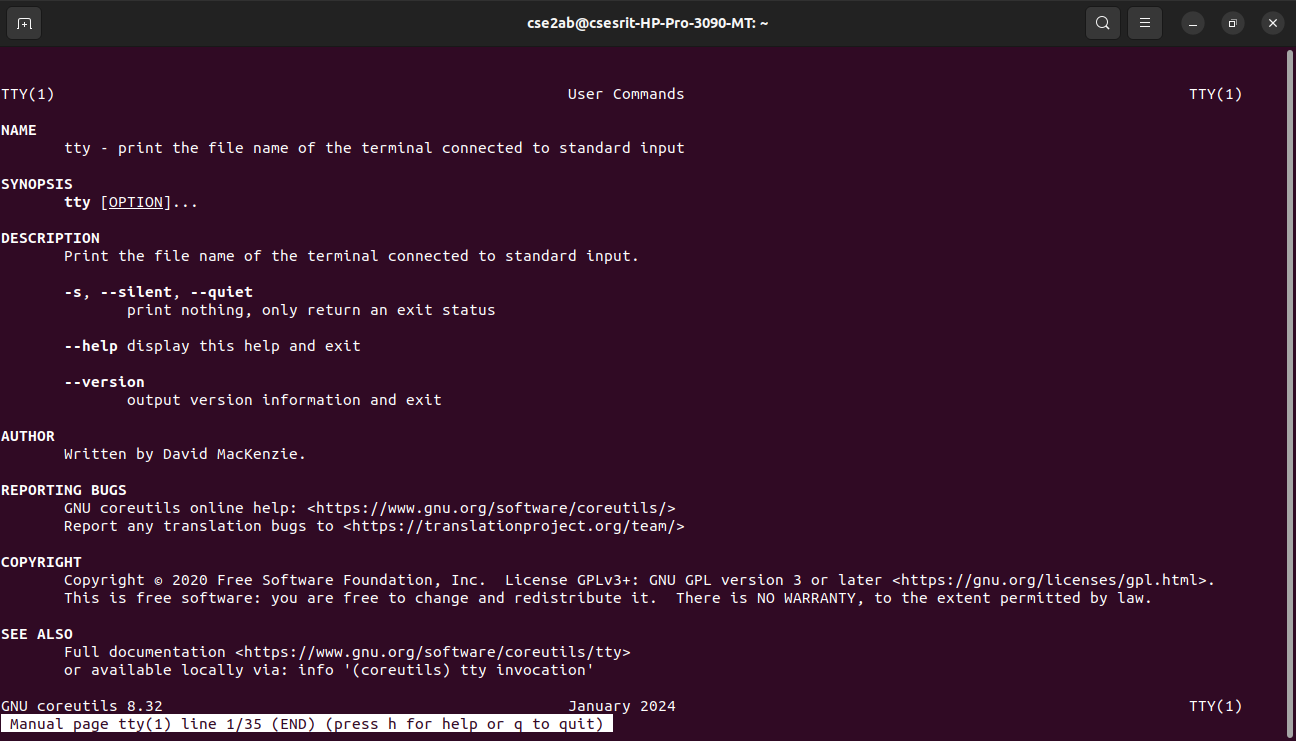 cse2ab@csesrit-HP-Pro-3090-MT: ~
TTY(1) User Commands TTY(1)
NAME
tty - print the file name of the terminal connected to standard input
SYNOPSIS
tty [OPTION]...
DESCRIPTION
Print the file name of the terminal connected to standard input.
-s, --silent, --quiet
print nothing, only return an exit status
--help display this help and exit
--version
output version information and exit
AUTHOR
Written by David MacKenzie.
REPORTING BUGS
GNU coreutils online help: <https://www.gnu.org/software/coreutils/>
Report any translation bugs to <https://translationproject.org/team/>
COPYRIGHT
Copyright © 2020 Free Software Foundation, Inc.  License GPLv3+: GNU GPL version 3 or later <https://gnu.org/licenses/gpl.html>.
This is free software: you are free to change and redistribute it.  There is NO WARRANTY, to the extent permitted by law.
SEE ALSO
Full documentation <https://www.gnu.org/software/coreutils/tty>
or available locally via: info '(coreutils) tty invocation'
GNU coreutils 8.32 January 2024 TTY(1)
Manual page tty(1) line 1/35 (END) (press h for help or q to quit)